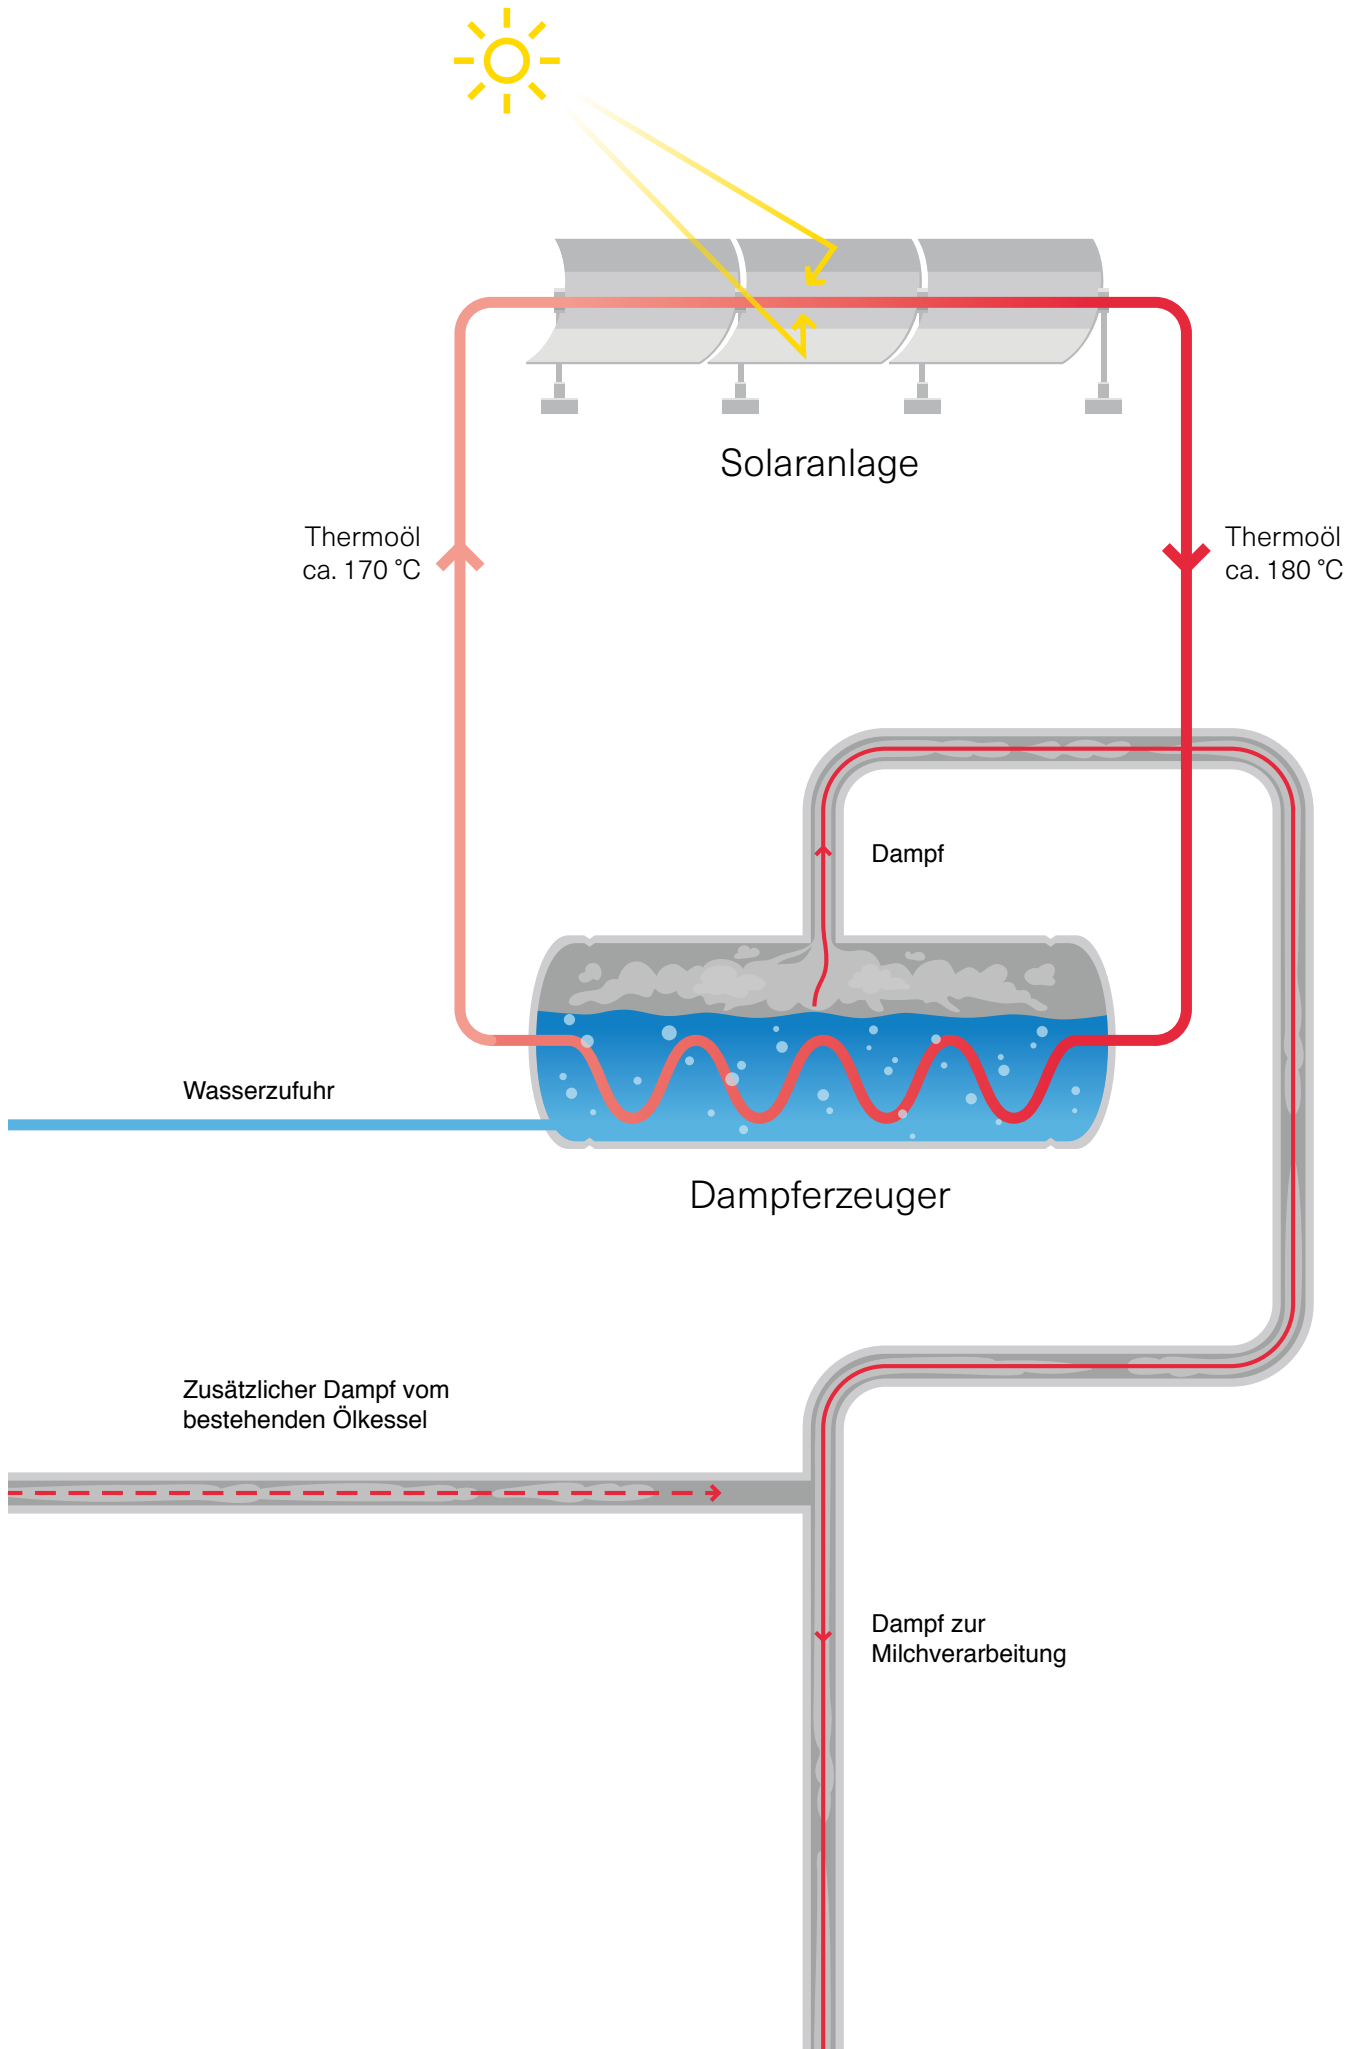 Solaranlage
Thermoöl
ca. 170 °C
Thermoöl
ca. 180 °C
Dampf
Wasserzufuhr
Dampferzeuger
Zusätzlicher Dampf vom
bestehenden Ölkessel
Dampf zur
Milchverarbeitung